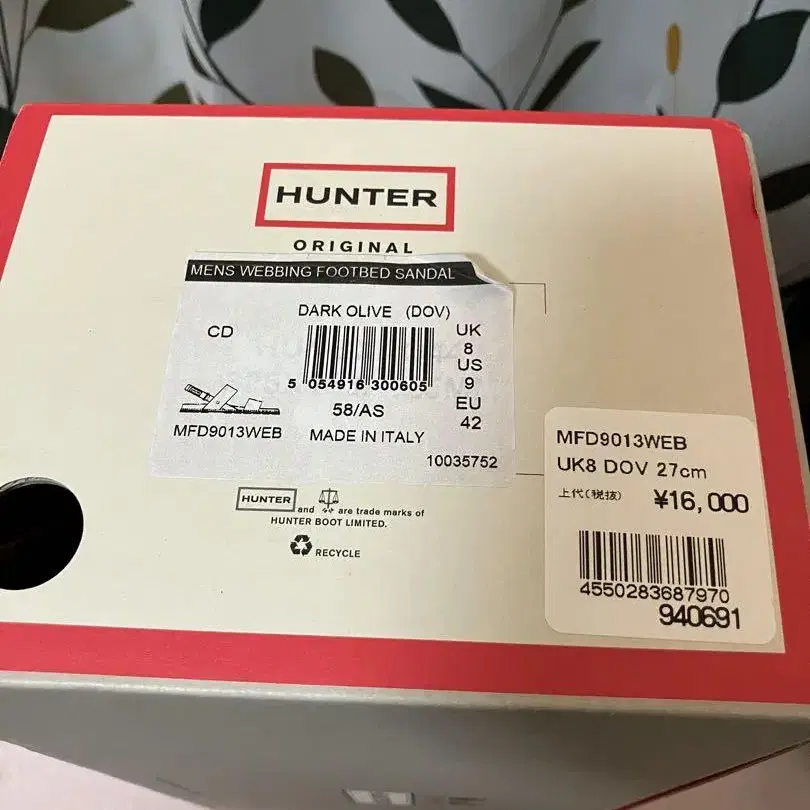 HUNTER
ORIGINAL
MENS WEBBING FOOTBED SANDAL
DARK OLIVE (DOV)
CD
UK
8
US
9
EU
42
5 054916 300605
58/AS
MFD9013WEB
MADE IN ITALY
10035752
HUNTER and are trade marks of
HUNTER BOOT LIMITED.
RECYCLE
MFD9013WEB
UK8 DOV 27cm
上代(税抜) ¥16,000
4550283687970
940691